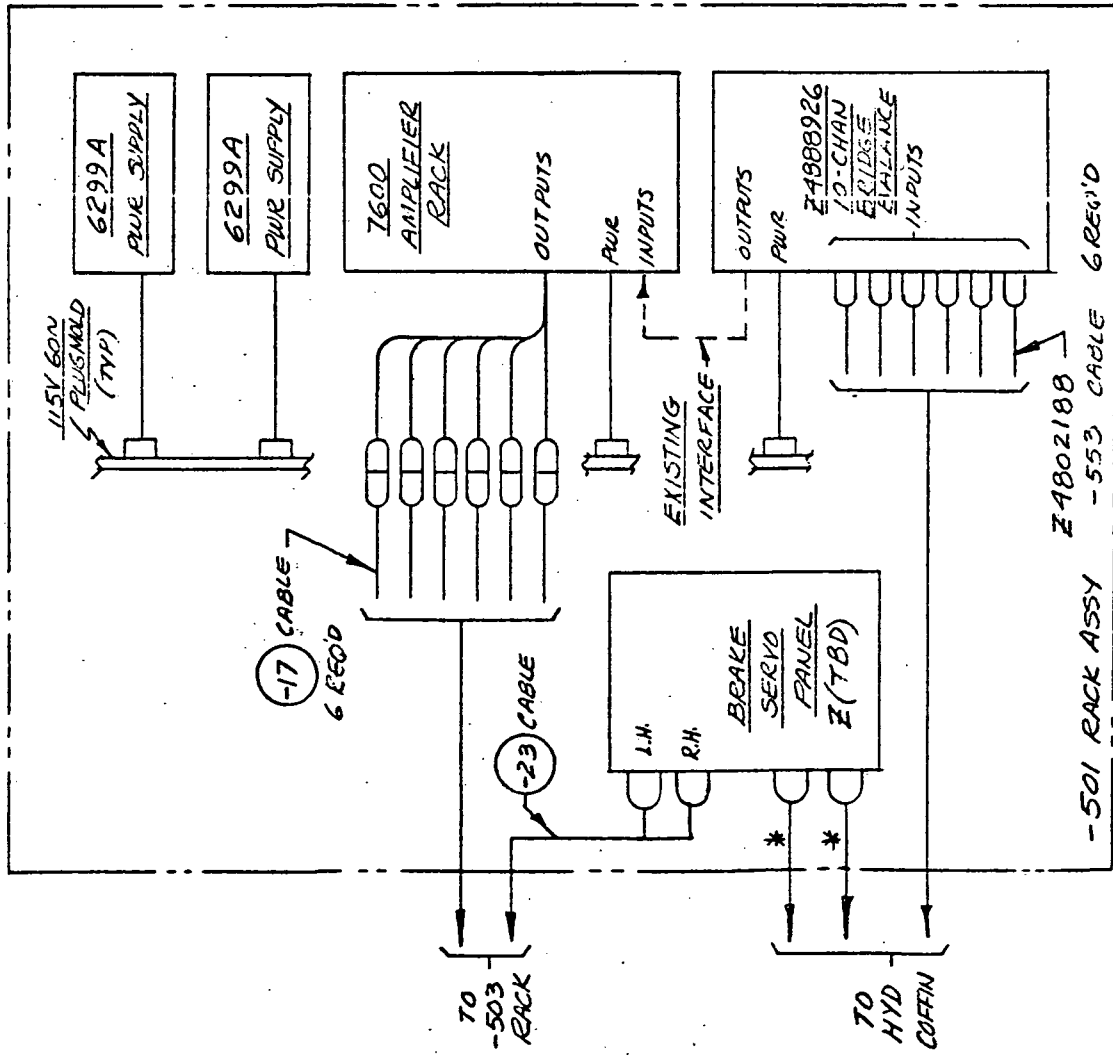 6299A
PWR SUPPLY
6299A
PWR SUPPLY
115V 60~
PLUGMOLD
(TYP)
7600
AMPLIFIER
RACK
OUTPUTS
PWR
INPUTS
-17 CABLE
6 REQ'D
EXISTING
INTERFACE
Z4888926
10-CHAN
BRIDGE
BALANCE
INPUTS
OUTPUTS
PWR
-23 CABLE
L.H.
R.H.
BRAKE
SERVO
PANEL
Z(TBD)
*
*
TO
-503
RACK
TO
HYD
COFFIN
Z4802188
-553 CABLE 6 REQ'D
-501 RACK ASSY